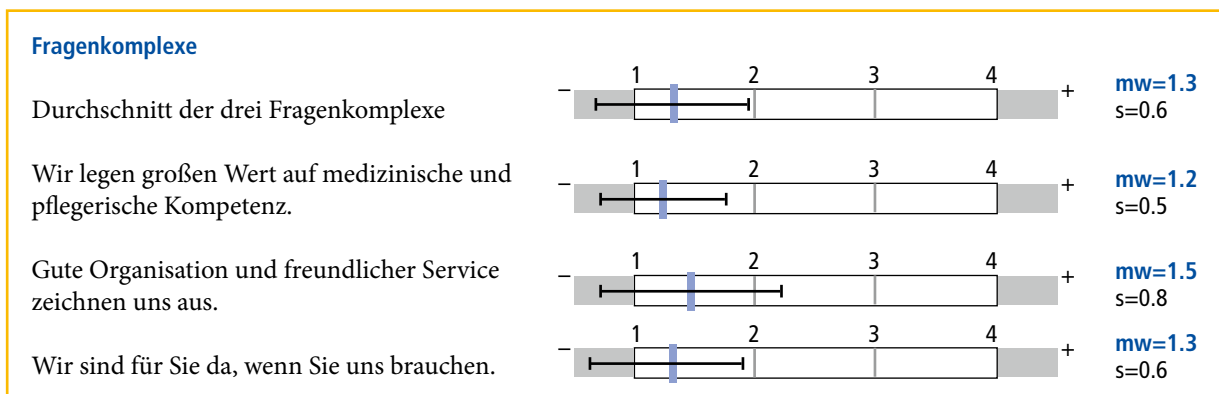 Fragenkomplexe
Durchschnitt der drei Fragenkomplexe
− 1 2 3 4 +
mw=1.3
s=0.6
Wir legen großen Wert auf medizinische und
pflegerische Kompetenz.
− 1 2 3 4 +
mw=1.2
s=0.5
Gute Organisation und freundlicher Service
zeichnen uns aus.
− 1 2 3 4 +
mw=1.5
s=0.8
Wir sind für Sie da, wenn Sie uns brauchen.
− 1 2 3 4 +
mw=1.3
s=0.6